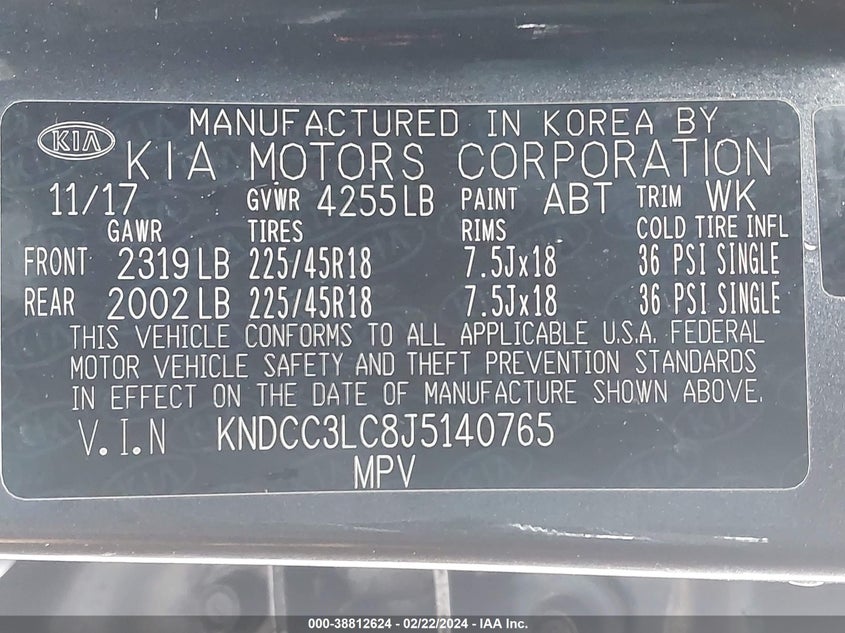 MANUFACTURED IN KOREA BY
KIA KIA MOTORS CORPORATION
11/17 GVWR 4255LB PAINT ABT TRIM WK
GAWR TIRES RIMS COLD TIRE INFL
FRONT 2319LB 225/45R18 7.5Jx18 36 PSI SINGLE
REAR 2002LB 225/45R18 7.5Jx18 36 PSI SINGLE
THIS VEHICLE CONFORMS TO ALL APPLICABLE U.S.A. FEDERAL
MOTOR VEHICLE SAFETY AND THEFT PREVENTION STANDARDS
IN EFFECT ON THE DATE OF MANUFACTURE SHOWN ABOVE.
V.I.N KNDCC3LC8J5140765
MPV
000-38812624 - 02/22/2024 - IAA Inc.